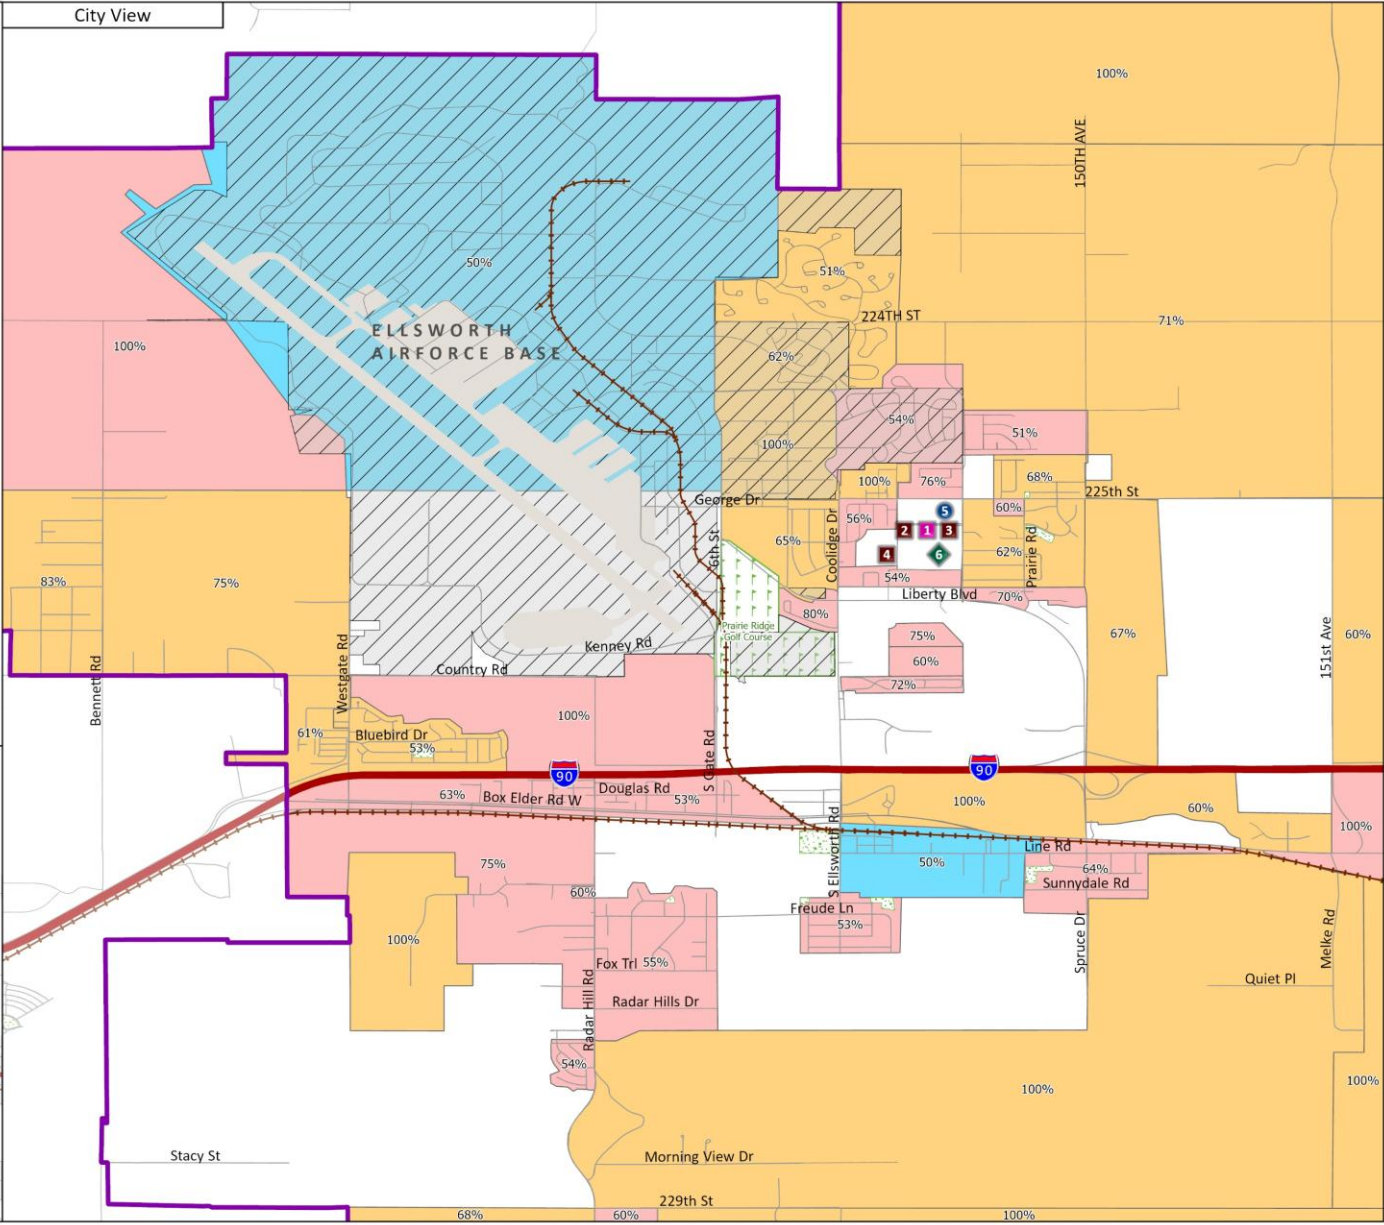 City View
100%
150TH AVE
50%
51%
224TH ST
71%
ELLSWORTH
AIRFORCE BASE
100%
62%
54%
51%
100%
100%
76%
68%
225th St
George Dr
60%
5
56%
2
1
3
65%
Coolidge Dr
6th St
4
6
62%
Prairie Rd
83%
75%
54%
Liberty Blvd
70%
80%
Prairie Ridge
Golf Course
75%
67%
60%
151st Ave
Kenney Rd
60%
Country Rd
72%
Westgate Rd
Bennett Rd
100%
61%
Bluebird Dr
53%
S Gate Rd
90
90
63%
Box Elder Rd W
Douglas Rd
53%
100%
60%
S Ellsworth Rd
100%
Line Rd
75%
50%
64%
Sunnydale Rd
60%
Freude Ln
53%
100%
Spruce Dr
Melke Rd
Fox Trl
55%
Quiet Pl
Radar Hill Rd
Radar Hills Dr
54%
100%
100%
Stacy St
Morning View Dr
229th St
68%
60%
100%